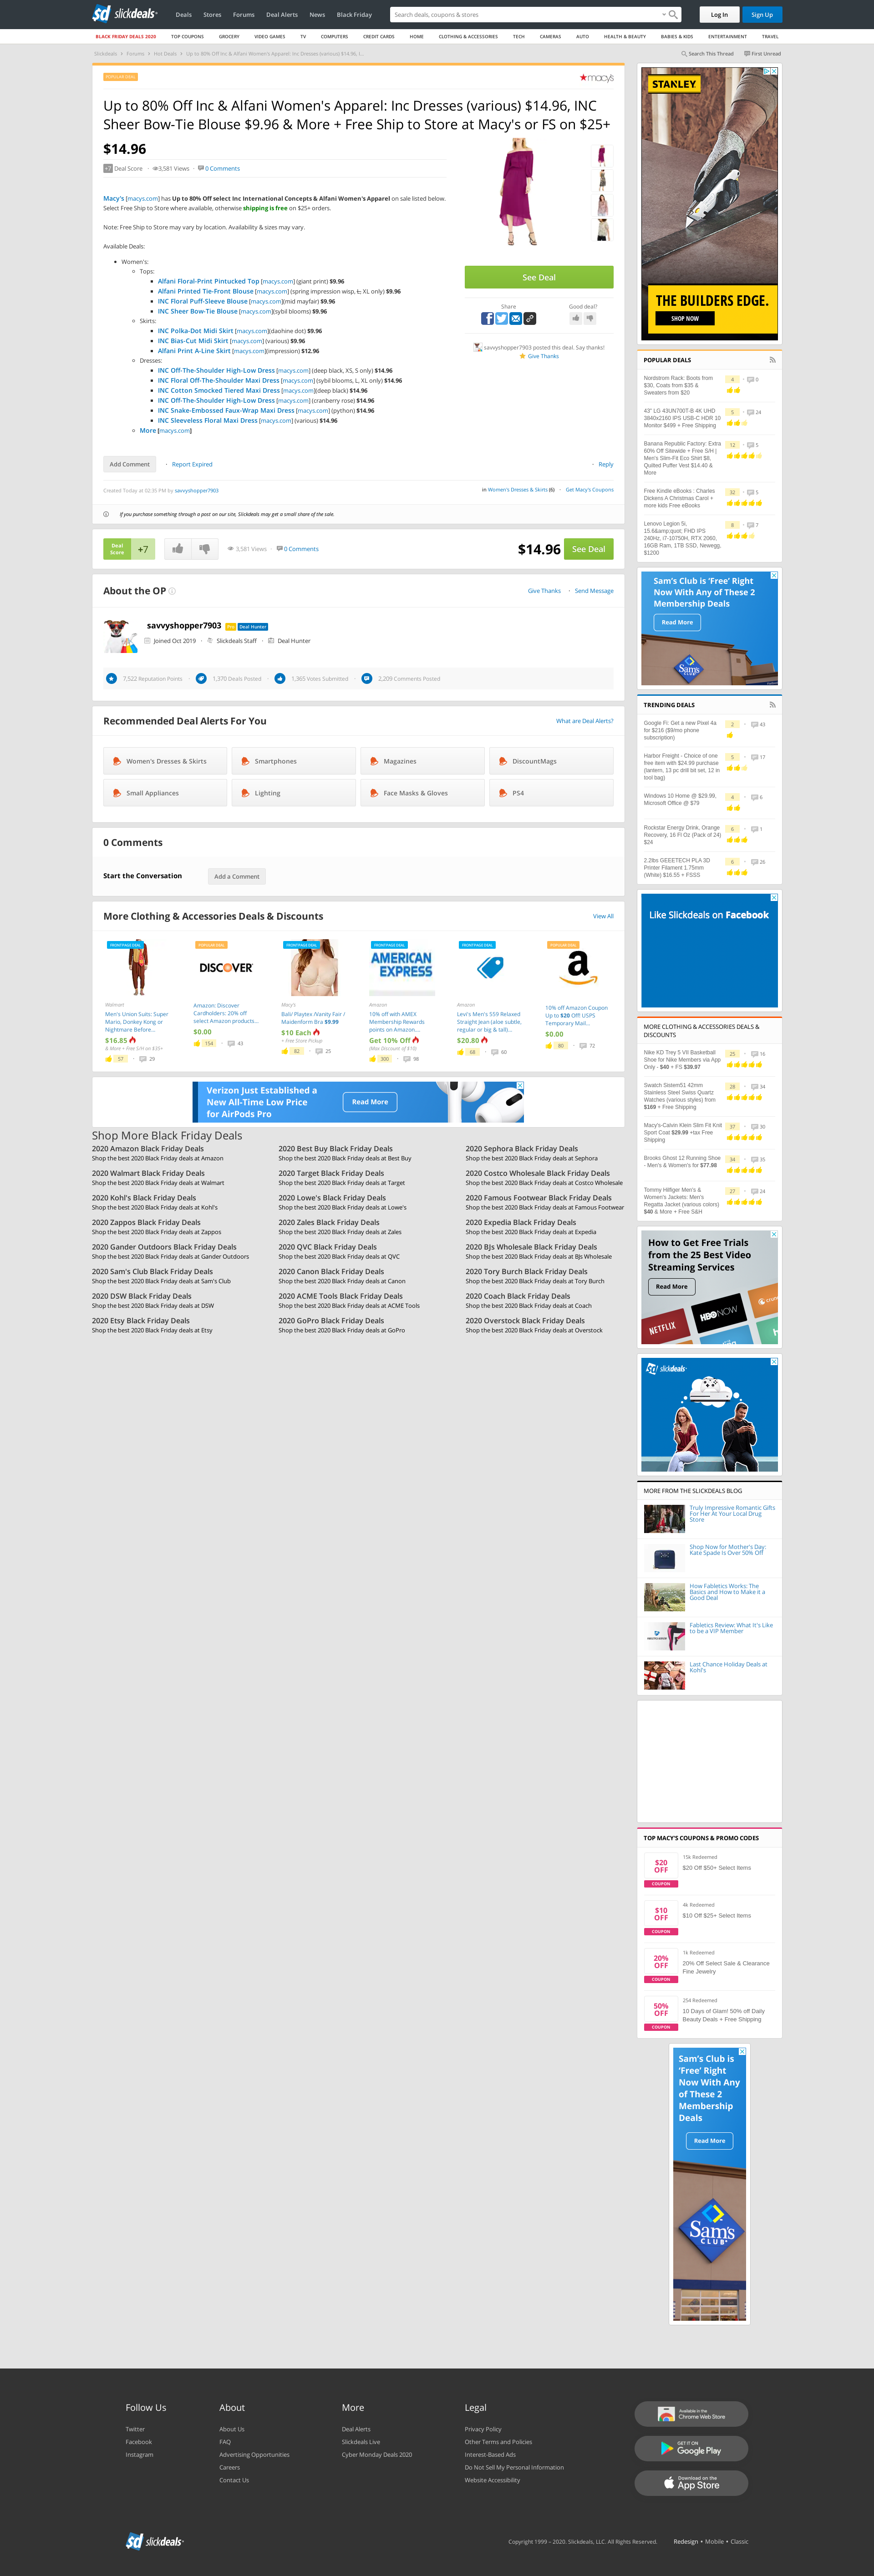 slickdeals
Deals Stores Forums Deal Alerts News Black Friday
Search deals, coupons & stores
Log In Sign Up
BLACK FRIDAY DEALS 2020 TOP COUPONS GROCERY VIDEO GAMES TV COMPUTERS CREDIT CARDS HOME CLOTHING & ACCESSORIES TECH CAMERAS AUTO HEALTH & BEAUTY BABIES & KIDS ENTERTAINMENT TRAVEL
Slickdeals Forums Hot Deals Up to 80% Off Inc & Alfani Women's Apparel: Inc Dresses (various) $14.96, I...
Search This Thread First Unread
POPULAR DEAL
macy's
Up to 80% Off Inc & Alfani Women's Apparel: Inc Dresses (various) $14.96, INC
Sheer Bow-Tie Blouse $9.96 & More + Free Ship to Store at Macy's or FS on $25+
$14.96
+7 Deal Score 3,581 Views 0 Comments
Macy's [macys.com] has Up to 80% Off select Inc International Concepts & Alfani Women's Apparel on sale listed below.
Select Free Ship to Store where available, otherwise shipping is free on $25+ orders.
Note: Free Ship to Store may vary by location. Availability & sizes may vary.
Available Deals:
Women's:
Tops:
Alfani Floral-Print Pintucked Top [macys.com] (giant print) $9.96
Alfani Printed Tie-Front Blouse [macys.com] (spring impression wisp, L, XL only) $9.96
INC Floral Puff-Sleeve Blouse [macys.com](mid mayfair) $9.96
INC Sheer Bow-Tie Blouse [macys.com](sybil blooms) $9.96
Skirts:
INC Polka-Dot Midi Skirt [macys.com](daohine dot) $9.96
INC Bias-Cut Midi Skirt [macys.com] (various) $9.96
Alfani Print A-Line Skirt [macys.com](impression) $12.96
Dresses:
INC Off-The-Shoulder High-Low Dress [macys.com] (deep black, XS, S only) $14.96
INC Floral Off-The-Shoulder Maxi Dress [macys.com] (sybil blooms, L, XL only) $14.96
INC Cotton Smocked Tiered Maxi Dress [macys.com](deep black) $14.96
INC Off-The-Shoulder High-Low Dress [macys.com] (cranberry rose) $14.96
INC Snake-Embossed Faux-Wrap Maxi Dress [macys.com] (python) $14.96
INC Sleeveless Floral Maxi Dress [macys.com] (various) $14.96
More [macys.com]
See Deal
Share Good deal?
savvyshopper7903 posted this deal. Say thanks!
Give Thanks
Add Comment Report Expired Reply
Created Today at 02:35 PM by savvyshopper7903
in Women's Dresses & Skirts (5) Get Macy's Coupons
If you purchase something through a post on our site, Slickdeals may get a small share of the sale.
Deal Score +7 3,581 Views 0 Comments $14.96 See Deal
About the OP Give Thanks Send Message
savvyshopper7903 Pro Deal Hunter
Joined Oct 2019 Slickdeals Staff Deal Hunter
7,522 Reputation Points 1,370 Deals Posted 1,365 Votes Submitted 2,209 Comments Posted
Recommended Deal Alerts For You What are Deal Alerts?
Women's Dresses & Skirts Smartphones Magazines DiscountMags
Small Appliances Lighting Face Masks & Gloves PS4
0 Comments
Start the Conversation Add a Comment
More Clothing & Accessories Deals & Discounts View All
FRONTPAGE DEAL
Walmart
Men's Union Suits: Super
Mario, Donkey Kong or
Nightmare Before...
$16.85
& More + Free S/H on $35+
57 29
POPULAR DEAL
DISCOVER
Amazon: Discover
Cardholders: 20% off
select Amazon products...
$0.00
154 43
FRONTPAGE DEAL
Macy's
Bali/ Playtex /Vanity Fair /
Maidenform Bra $9.99
$10 Each
+ Free Store Pickup
82 25
FRONTPAGE DEAL
AMERICAN
EXPRESS
Amazon
10% off with AMEX
Membership Rewards
points on Amazon,...
Get 10% Off
(Max Discount of $10)
300 98
FRONTPAGE DEAL
Amazon
Levi's Men's 559 Relaxed
Straight Jean (aloe subtle,
regular or big & tall)...
$20.80
68 60
POPULAR DEAL
a
10% off Amazon Coupon
Up to $20 Off! USPS
Temporary Mail...
$0.00
80 72
Verizon Just Established a
New All-Time Low Price
for AirPods Pro
Read More
Shop More Black Friday Deals
2020 Amazon Black Friday Deals
Shop the best 2020 Black Friday deals at Amazon
2020 Best Buy Black Friday Deals
Shop the best 2020 Black Friday deals at Best Buy
2020 Sephora Black Friday Deals
Shop the best 2020 Black Friday deals at Sephora
2020 Walmart Black Friday Deals
Shop the best 2020 Black Friday deals at Walmart
2020 Target Black Friday Deals
Shop the best 2020 Black Friday deals at Target
2020 Costco Wholesale Black Friday Deals
Shop the best 2020 Black Friday deals at Costco Wholesale
2020 Kohl's Black Friday Deals
Shop the best 2020 Black Friday deals at Kohl's
2020 Lowe's Black Friday Deals
Shop the best 2020 Black Friday deals at Lowe's
2020 Famous Footwear Black Friday Deals
Shop the best 2020 Black Friday deals at Famous Footwear
2020 Zappos Black Friday Deals
Shop the best 2020 Black Friday deals at Zappos
2020 Zales Black Friday Deals
Shop the best 2020 Black Friday deals at Zales
2020 Expedia Black Friday Deals
Shop the best 2020 Black Friday deals at Expedia
2020 Gander Outdoors Black Friday Deals
Shop the best 2020 Black Friday deals at Gander Outdoors
2020 QVC Black Friday Deals
Shop the best 2020 Black Friday deals at QVC
2020 BJs Wholesale Black Friday Deals
Shop the best 2020 Black Friday deals at BJs Wholesale
2020 Sam's Club Black Friday Deals
Shop the best 2020 Black Friday deals at Sam's Club
2020 Canon Black Friday Deals
Shop the best 2020 Black Friday deals at Canon
2020 Tory Burch Black Friday Deals
Shop the best 2020 Black Friday deals at Tory Burch
2020 DSW Black Friday Deals
Shop the best 2020 Black Friday deals at DSW
2020 ACME Tools Black Friday Deals
Shop the best 2020 Black Friday deals at ACME Tools
2020 Coach Black Friday Deals
Shop the best 2020 Black Friday deals at Coach
2020 Etsy Black Friday Deals
Shop the best 2020 Black Friday deals at Etsy
2020 GoPro Black Friday Deals
Shop the best 2020 Black Friday deals at GoPro
2020 Overstock Black Friday Deals
Shop the best 2020 Black Friday deals at Overstock
STANLEY
THE BUILDERS EDGE.
SHOP NOW
POPULAR DEALS
Nordstrom Rack: Boots from
$30, Coats from $35 &
Sweaters from $20
4 0
43" LG 43UN700T-B 4K UHD
3840x2160 IPS USB-C HDR 10
Monitor $499 + Free Shipping
5 24
Banana Republic Factory: Extra
60% Off Sitewide + Free S/H |
Men's Slim-Fit Eco Shirt $8,
Quilted Puffer Vest $14.40 &
More
12 5
Free Kindle eBooks : Charles
Dickens A Christmas Carol +
more kids Free eBooks
32 5
Lenovo Legion 5i,
15.6&amp;quot; FHD IPS
240Hz, i7-10750H, RTX 2060,
16GB Ram, 1TB SSD, Newegg,
$1200
8 7
Sam's Club is 'Free' Right
Now With Any of These 2
Membership Deals
Read More
Sam's
CLUB
TRENDING DEALS
Google Fi: Get a new Pixel 4a
for $216 ($9/mo phone
subscription)
2 43
Harbor Freight - Choice of one
free item with $24.99 purchase
(lantern, 13 pc drill bit set, 12 in
tool bag)
5 17
Windows 10 Home @ $29.99,
Microsoft Office @ $79
4 6
Rockstar Energy Drink, Orange
Recovery, 16 Fl Oz (Pack of 24)
$24
6 1
2.2lbs GEEETECH PLA 3D
Printer Filament 1.75mm
(White) $16.55 + FSSS
6 26
Like Slickdeals on Facebook
MORE CLOTHING & ACCESSORIES DEALS &
DISCOUNTS
Nike KD Trey 5 VII Basketball
Shoe for Nike Members via App
Only - $40 + FS $39.97
25 16
Swatch Sistem51 42mm
Stainless Steel Swiss Quartz
Watches (various styles) from
$169 + Free Shipping
28 34
Macy's-Calvin Klein Slim Fit Knit
Sport Coat $29.99 +tax Free
Shipping
37 30
Brooks Ghost 12 Running Shoe
- Men's & Women's for $77.98
34 35
Tommy Hilfiger Men's &
Women's Jackets: Men's
Regatta Jacket (various colors)
$40 & More + Free S&H
27 24
How to Get Free Trials
from the 25 Best Video
Streaming Services
Read More
NETFLIX HBONOW
slickdeals
MORE FROM THE SLICKDEALS BLOG
Truly Impressive Romantic Gifts
For Her At Your Local Drug
Store
Shop Now for Mother's Day:
Kate Spade Is Over 50% Off
How Fabletics Works: The
Basics and How to Make it a
Good Deal
Fabletics Review: What It's Like
to be a VIP Member
Last Chance Holiday Deals at
Kohl's
TOP MACY'S COUPONS & PROMO CODES
$20
OFF
COUPON
15k Redeemed
$20 Off $50+ Select Items
$10
OFF
COUPON
4k Redeemed
$10 Off $25+ Select Items
20%
OFF
COUPON
1k Redeemed
20% Off Select Sale & Clearance
Fine Jewelry
50%
OFF
COUPON
254 Redeemed
10 Days of Glam! 50% off Daily
Beauty Deals + Free Shipping
Sam's Club is
'Free' Right
Now With Any
of These 2
Membership
Deals
Read More
Sam's
CLUB
Follow Us
Twitter
Facebook
Instagram
About
About Us
FAQ
Advertising Opportunities
Careers
Contact Us
More
Deal Alerts
Slickdeals Live
Cyber Monday Deals 2020
Legal
Privacy Policy
Other Terms and Policies
Interest-Based Ads
Do Not Sell My Personal Information
Website Accessibility
Available in the
Chrome Web Store
GET IT ON
Google Play
Download on the
App Store
slickdeals
Copyright 1999 – 2020. Slickdeals, LLC. All Rights Reserved. Redesign • Mobile • Classic